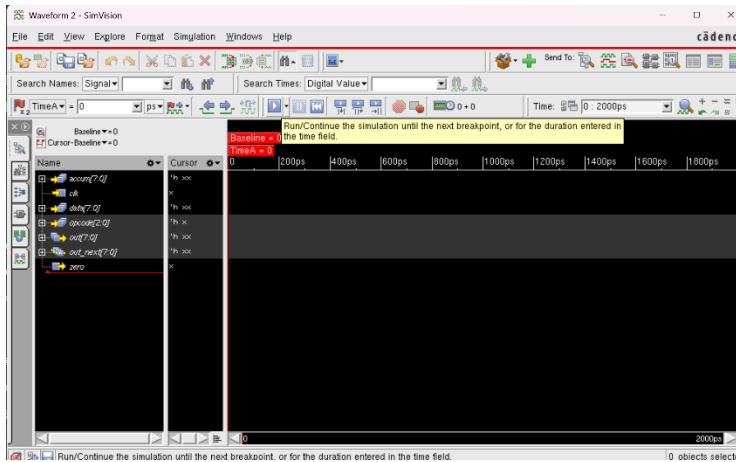 Waveform 2 - SimVision
File Edit View Explore Format Simulation Windows Help
cādenc
Send To:
Search Names: Signal
Search Times: Digital Value
TimeA = 0 ps
0 + 0
Time: 0 : 2000ps
Baseline = 0
Cursor-Baseline = 0
Run/Continue the simulation until the next breakpoint, or for the duration entered in
the time field.
Baseline = 0
TimeA = 0
Name Cursor
0 200ps 400ps 600ps 800ps 1000ps 1200ps 1400ps 1600ps 1800ps
accum[7:0] 'h xx
clk x
data[7:0] 'h xx
opcode[2:0] 'h x
out[7:0] 'h xx
out_next[7:0] 'h xx
zero x
0 2000ps
Run/Continue the simulation until the next breakpoint, or for the duration entered in the time field.
0 objects selecte